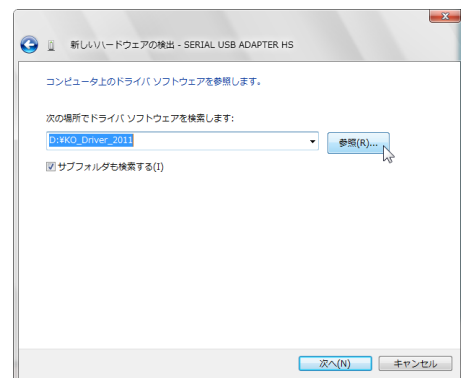 新しいハードウェアの検出 - SERIAL USB ADAPTER HS
コンピュータ上のドライバ ソフトウェアを参照します。
次の場所でドライバ ソフトウェアを検索します:
D:¥KO_Driver_2011
参照(R)...
サブフォルダも検索する(I)
次へ(N)
キャンセル